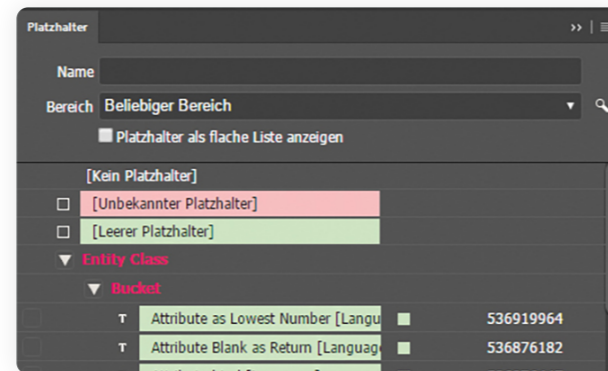 Platzhalter
Name
Bereich Beliebiger Bereich
Platzhalter als flache Liste anzeigen
[Kein Platzhalter]
[Unbekannter Platzhalter]
[Leerer Platzhalter]
Entity Class
Bucket
T Attribute as Lowest Number [Langu 536919964
T Attribute Blank as Return [Language 536876182